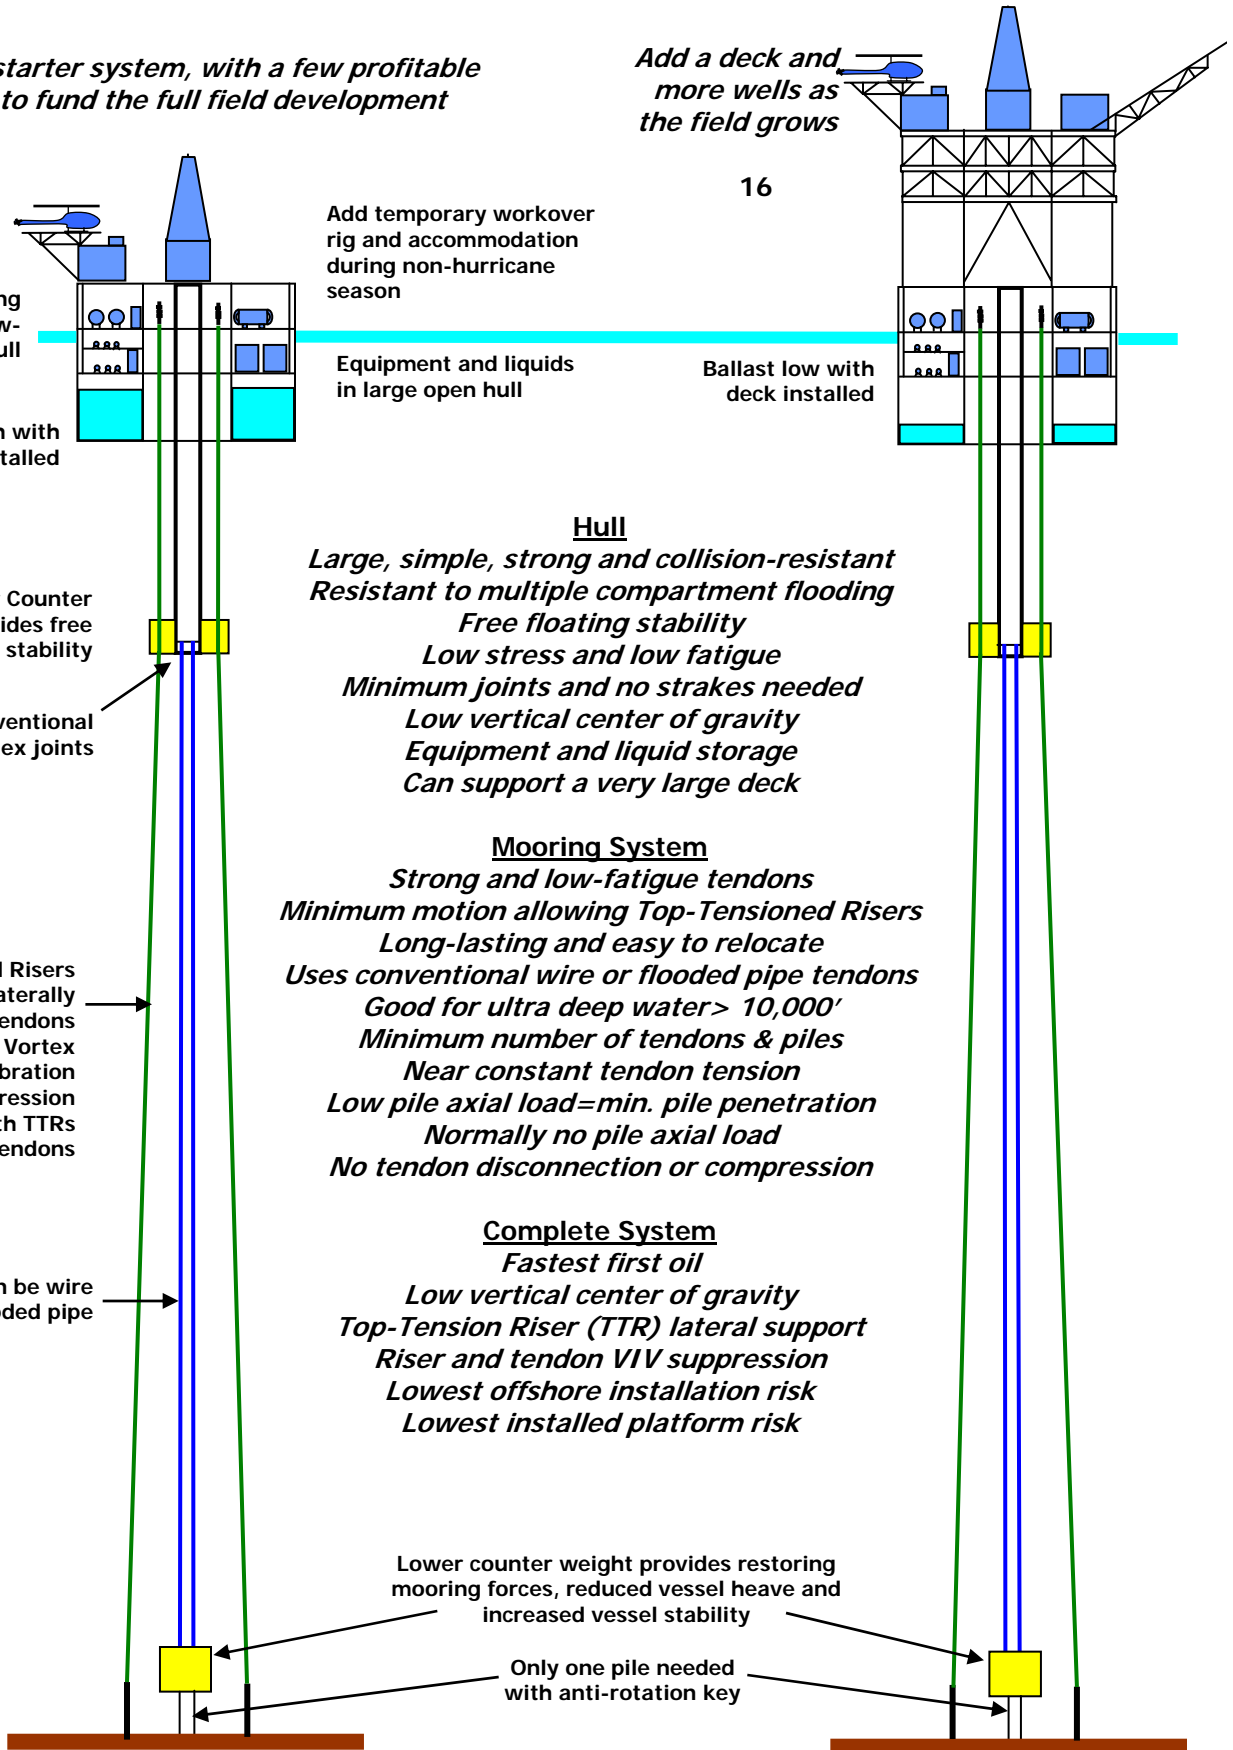 starter system, with a few profitable
to fund the full field development
Add a deck and
more wells as
the field grows
16
Add temporary workover
rig and accommodation
during non-hurricane
season
ng
w-
ull
Equipment and liquids
in large open hull
Ballast low with
deck installed
n with
talled
Hull
Large, simple, strong and collision-resistant
Resistant to multiple compartment flooding
Free floating stability
Low stress and low fatigue
Minimum joints and no strakes needed
Low vertical center of gravity
Equipment and liquid storage
Can support a very large deck
r Counter
ides free
stability
ventional
ex joints
Mooring System
Strong and low-fatigue tendons
Minimum motion allowing Top-Tensioned Risers
Long-lasting and easy to relocate
Uses conventional wire or flooded pipe tendons
Good for ultra deep water> 10,000’
Minimum number of tendons & piles
Near constant tendon tension
Low pile axial load=min. pile penetration
Normally no pile axial load
No tendon disconnection or compression
d Risers
aterally
endons
Vortex
bration
ression
th TTRs
endons
Complete System
Fastest first oil
Low vertical center of gravity
Top-Tension Riser (TTR) lateral support
Riser and tendon VIV suppression
Lowest offshore installation risk
Lowest installed platform risk
n be wire
oded pipe
Lower counter weight provides restoring
mooring forces, reduced vessel heave and
increased vessel stability
Only one pile needed
with anti-rotation key